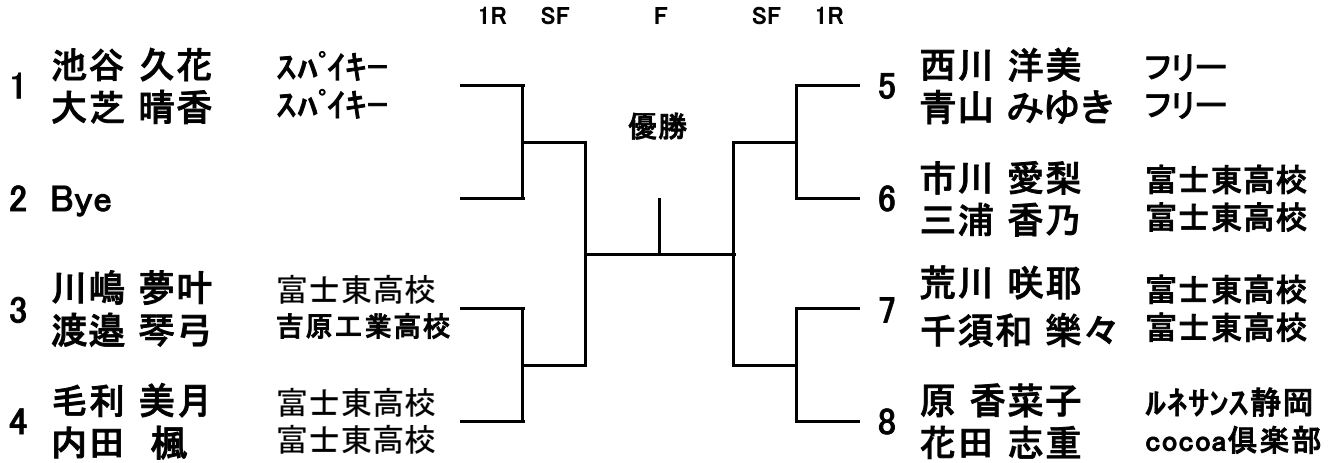 1R SF F SF 1R
優勝
1 池谷 久花 スパイキー
大芝 晴香 スパイキー
2 Bye
3 川嶋 夢叶 富士東高校
渡邉 琴弓 吉原工業高校
4 毛利 美月 富士東高校
内田 楓 富士東高校
5 西川 洋美 フリー
青山 みゆき フリー
6 市川 愛梨 富士東高校
三浦 香乃 富士東高校
7 荒川 咲耶 富士東高校
千須和 樂々 富士東高校
8 原 香菜子 ルネサンス静岡
花田 志重 cocoa倶楽部